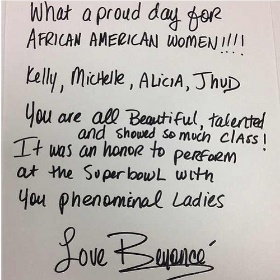 What a proud day for
AFRICAN AMERICAN WOMEN!!!!
Kelly, Michelle, ALICIA, JHUD
You are all Beautiful, talented
and showed so much class!
It was an honor to perform
at the Superbowl with
you phenominal Ladies
Love Beyoncé